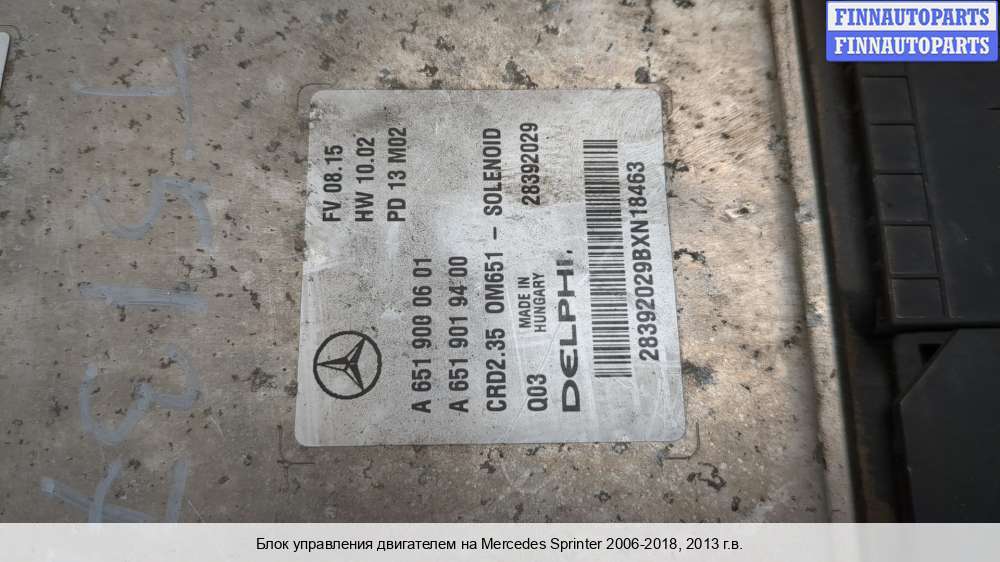 FINNAUTOPARTS
FINNAUTOPARTS
FV 08.15
HW 10.02
PD 13 M02
A 651 900 06 01
A 651 901 94 00
CRD2.35 OM651 - SOLENOID
Q03 MADE IN HUNGARY 28392029
DELPHI
28392029BXN18463
Блок управления двигателем на Mercedes Sprinter 2006-2018, 2013 г.в.